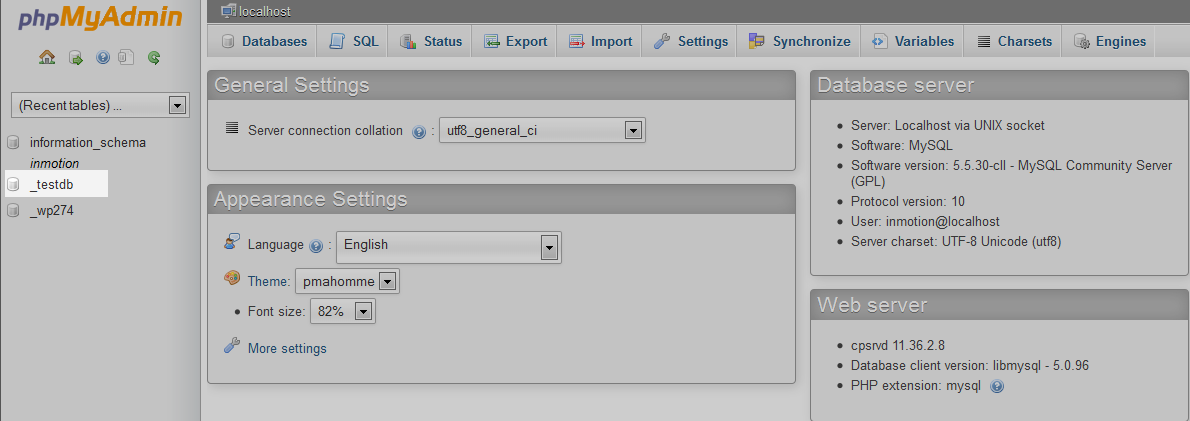 phpMyAdmin
(Recent tables) ...
information_schema
inmotion
_testdb
_wp274
localhost
Databases SQL Status Export Import Settings Synchronize Variables Charsets Engines
General Settings
Server connection collation : utf8_general_ci
Appearance Settings
Language : English
Theme: pmahomme
• Font size: 82%
More settings
Database server
• Server: Localhost via UNIX socket
• Software: MySQL
• Software version: 5.5.30-cll - MySQL Community Server
(GPL)
• Protocol version: 10
• User: inmotion@localhost
• Server charset: UTF-8 Unicode (utf8)
Web server
• cpsrvd 11.36.2.8
• Database client version: libmysql - 5.0.96
• PHP extension: mysql